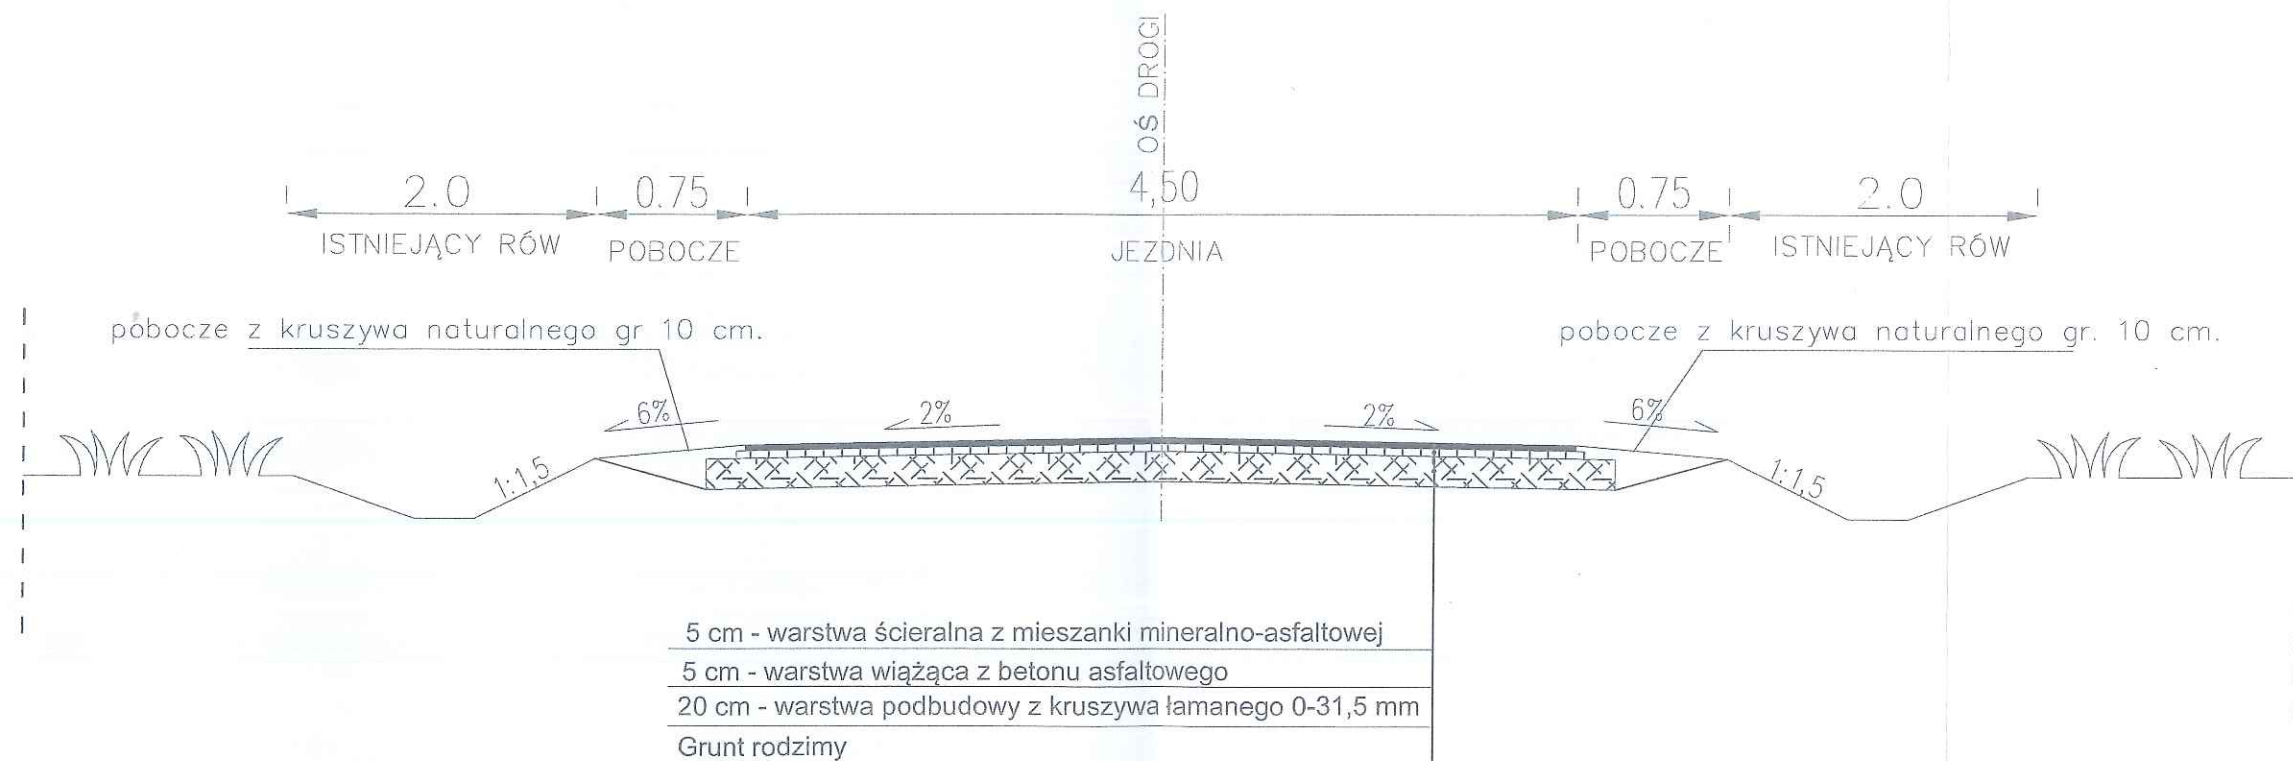 OŚ DROGI
2.0 0.75 4,50 0.75 2.0
ISTNIEJĄCY RÓW POBOCZE JEZDNIA POBOCZE ISTNIEJĄCY RÓW
pobocze z kruszywa naturalnego gr 10 cm. pobocze z kruszywa naturalnego gr. 10 cm.
6% 2% 2% 6%
1:1,5 1:1,5
5 cm - warstwa ścieralna z mieszanki mineralno-asfaltowej
5 cm - warstwa wiążąca z betonu asfaltowego
20 cm - warstwa podbudowy z kruszywa łamanego 0-31,5 mm
Grunt rodzimy